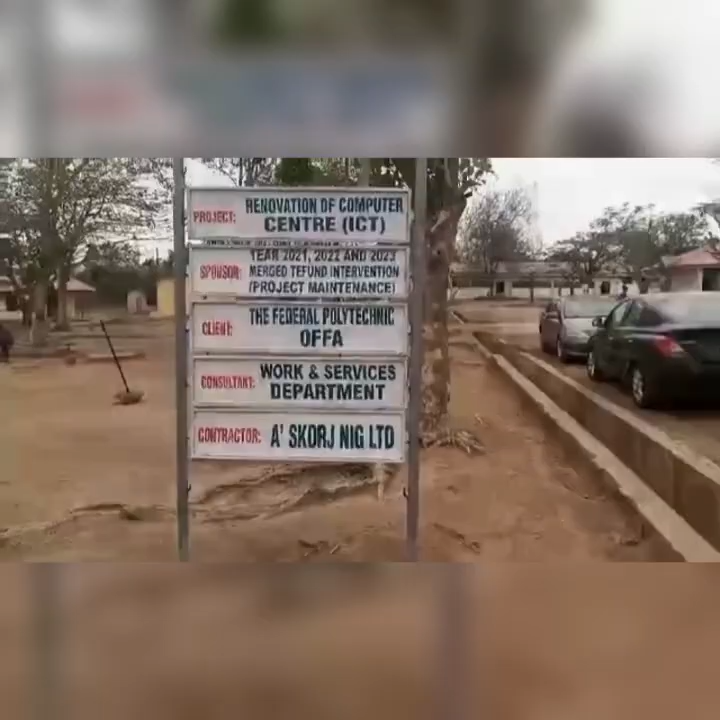 PROJECT: RENOVATION OF COMPUTER
CENTRE (ICT)
YEAR 2021, 2022 AND 2023
SPONSOR: MERGED TEFUND INTERVENTION
(PROJECT MAINTENANCE)
CLIENT: THE FEDERAL POLYTECHNIC
OFFA
CONSULTANT: WORK & SERVICES
DEPARTMENT
CONTRACTOR: A' SKORJ NIG LTD